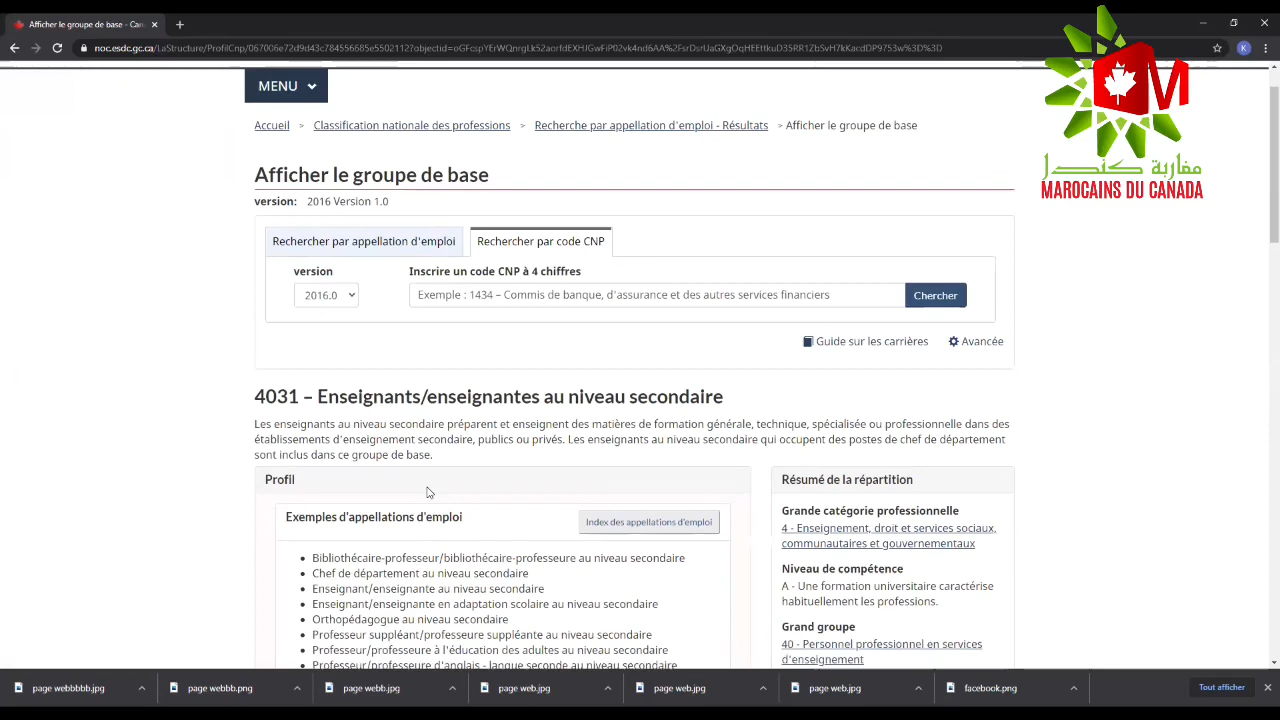 Afficher le groupe de base - Can
noc.esdc.gc.ca/LaStructure/ProfilCnp/
MENU
Accueil > Classification nationale des professions > Recherche par appellation d'emploi - Résultats > Afficher le groupe de base
مغاربة كندا
MAROCAINS DU CANADA
Afficher le groupe de base
version: 2016 Version 1.0
Rechercher par appellation d'emploi Rechercher par code CNP
version Inscrire un code CNP à 4 chiffres
2016.0 Exemple : 1434 – Commis de banque, d'assurance et des autres services financiers Chercher
Guide sur les carrières Avancée
4031 – Enseignants/enseignantes au niveau secondaire
Les enseignants au niveau secondaire préparent et enseignent des matières de formation générale, technique, spécialisée ou professionnelle dans des
établissements d'enseignement secondaire, publics ou privés. Les enseignants au niveau secondaire qui occupent des postes de chef de département
sont inclus dans ce groupe de base.
Profil
Exemples d'appellations d'emploi
Index des appellations d'emploi
Bibliothécaire-professeur/bibliothécaire-professeure au niveau secondaire
Chef de département au niveau secondaire
Enseignant/enseignante au niveau secondaire
Enseignant/enseignante en adaptation scolaire au niveau secondaire
Orthopédagogue au niveau secondaire
Professeur suppléant/professeure suppléante au niveau secondaire
Professeur/professeure à l'éducation des adultes au niveau secondaire
Professeur/professeure d'anglais - langue seconde au niveau secondaire
Résumé de la répartition
Grande catégorie professionnelle
4 - Enseignement, droit et services sociaux,
communautaires et gouvernementaux
Niveau de compétence
A - Une formation universitaire caractérise
habituellement les professions.
Grand groupe
40 - Personnel professionnel en services
d'enseignement
page webbbbb.jpg page webbb.png page webb.jpg page web.jpg page web.jpg page web.jpg facebook.png Tout afficher